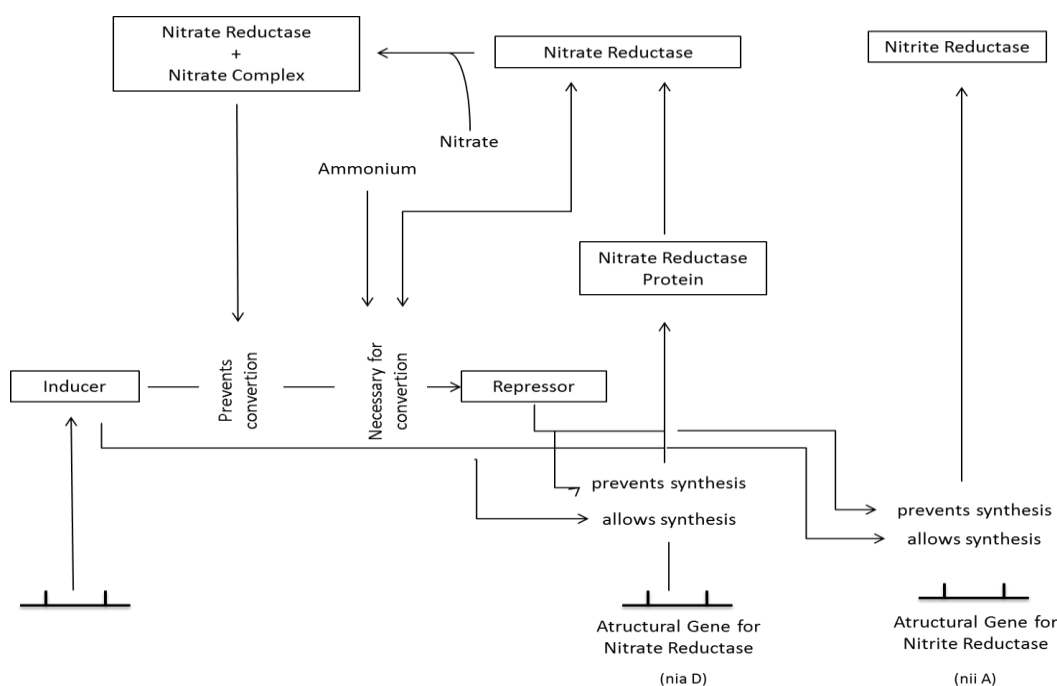 Nitrate Reductase
+
Nitrate Complex
Nitrate Reductase
Nitrite Reductase
Nitrate
Ammonium
Nitrate Reductase
Protein
Inducer
Prevents
convertion
Necessary for
convertion
Repressor
prevents synthesis
allows synthesis
prevents synthesis
allows synthesis
Atructural Gene for
Nitrate Reductase
(nia D)
Atructural Gene for
Nitrite Reductase
(nii A)